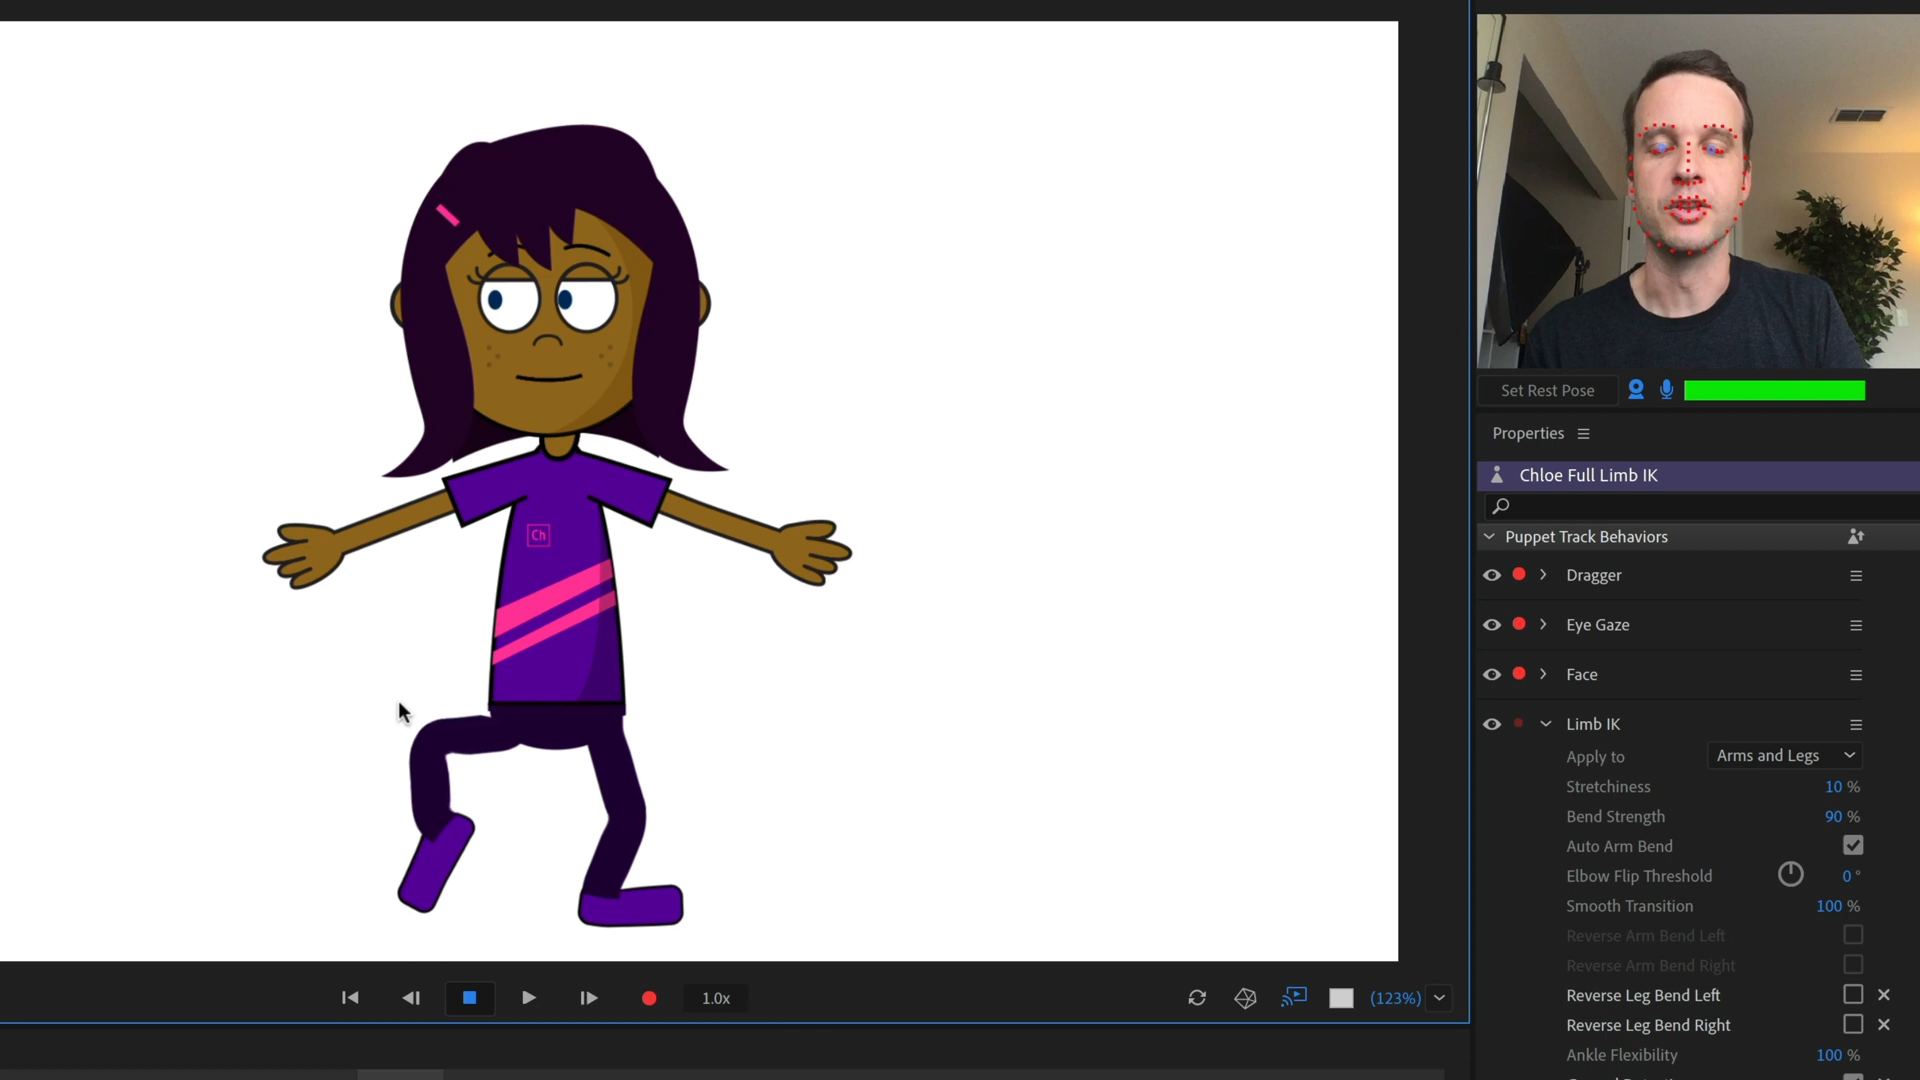 Ch
1.0x
(123%)
Set Rest Pose
Properties
Chloe Full Limb IK
Puppet Track Behaviors
Dragger
Eye Gaze
Face
Limb IK
Apply to Arms and Legs
Stretchiness 10 %
Bend Strength 90 %
Auto Arm Bend
Elbow Flip Threshold 0 °
Smooth Transition 100 %
Reverse Arm Bend Left
Reverse Arm Bend Right
Reverse Leg Bend Left
Reverse Leg Bend Right
Ankle Flexibility 100 %